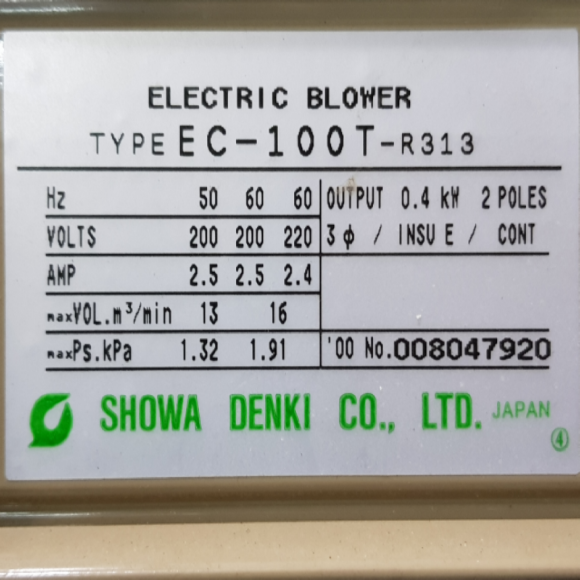 ELECTRIC BLOWER
TYPE EC-100T-R313
Hz 50 60 60 OUTPUT 0.4 kW 2 POLES
VOLTS 200 200 220 3 φ / INSU E / CONT
AMP 2.5 2.5 2.4
maxVOL.m³/min 13 16
maxPs.kPa 1.32 1.91 '00 No.008047920
SHOWA DENKI CO., LTD. JAPAN
④